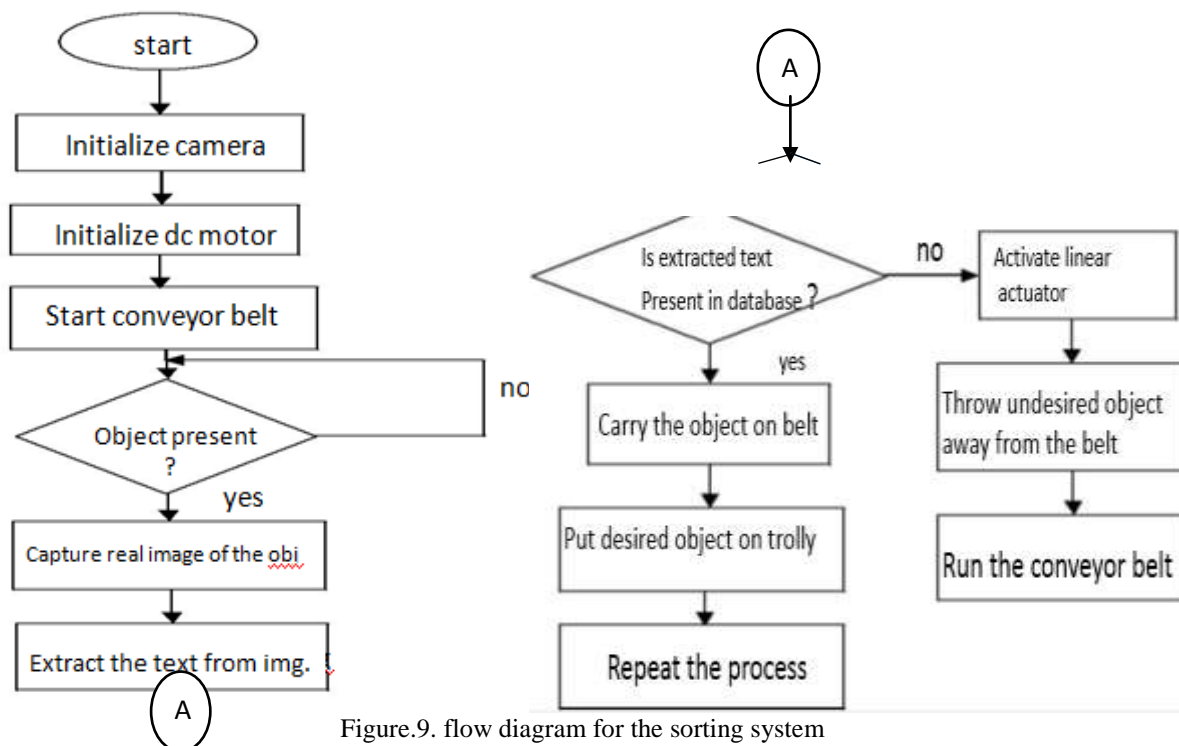 start
Initialize camera
Initialize dc motor
Start conveyor belt
Object present
?
no
yes
Capture real image of the obj
Extract the text from img.
A
A
Is extracted text
Present in database ?
no
yes
Activate linear
actuator
Throw undesired object
away from the belt
Run the conveyor belt
Carry the object on belt
Put desired object on trolly
Repeat the process
Figure.9. flow diagram for the sorting system